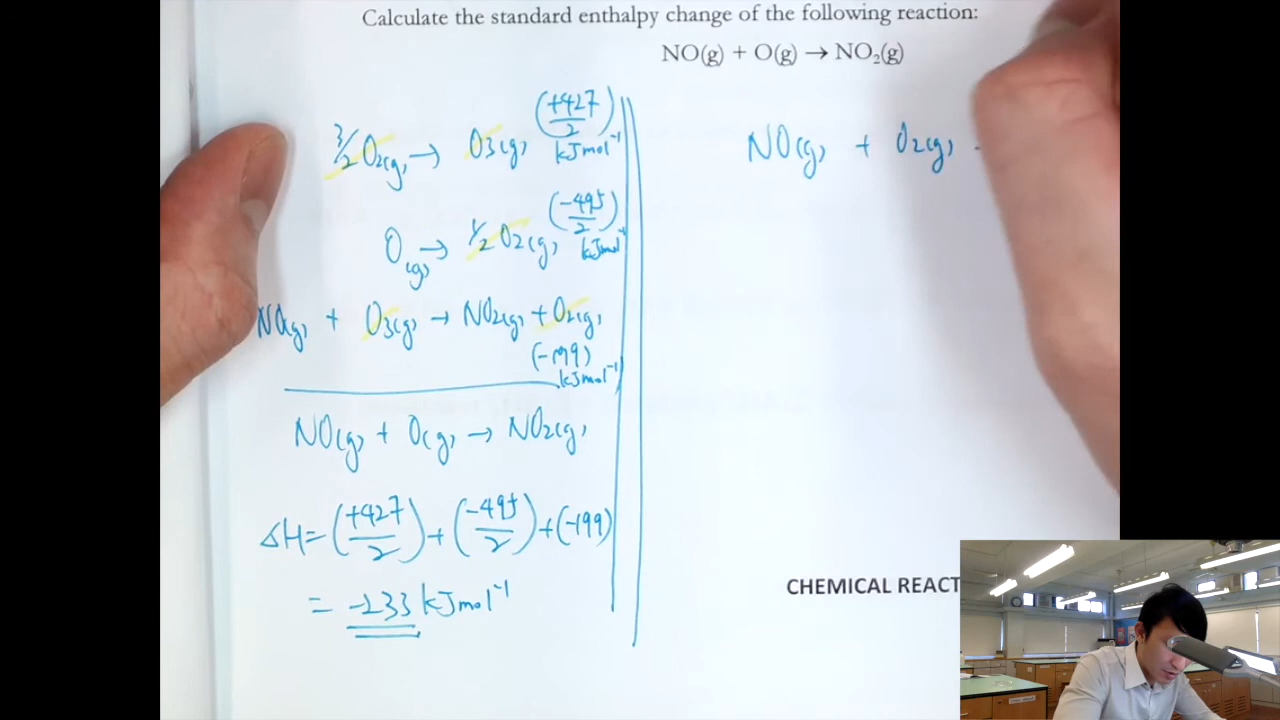 Calculate the standard enthalpy change of the following reaction:
NO(g) + O(g) → NO₂(g)
3/2 O₂(g) → O₃(g) (+427/2) kJmol⁻¹
O(g) → 1/2 O₂(g) (-495/2) kJmol⁻¹
NO(g) + O₃(g) → NO₂(g) + O₂(g)
(-199) kJmol⁻¹
NO(g) + O(g) → NO₂(g)
ΔH = (+427/2) + (-495/2) + (-199)
= -233 kJmol⁻¹
NO(g) + O₂(g) -
CHEMICAL REACT